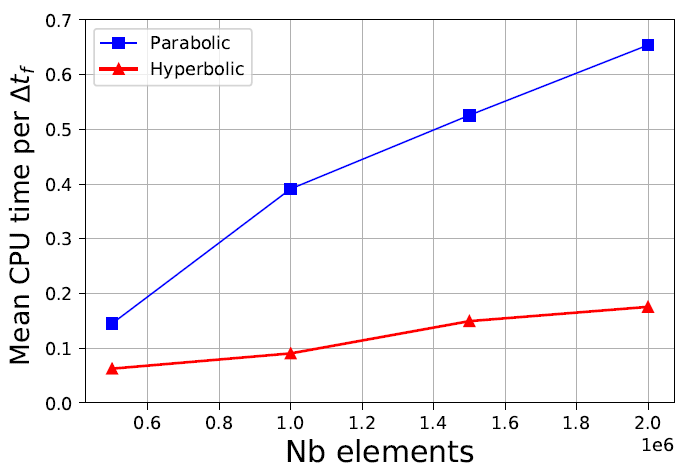 0.7
0.6
0.5
0.4
0.3
0.2
0.1
0.0
Mean CPU time per Δt_f
Parabolic
Hyperbolic
0.6 0.8 1.0 1.2 1.4 1.6 1.8 2.0
1e6
Nb elements